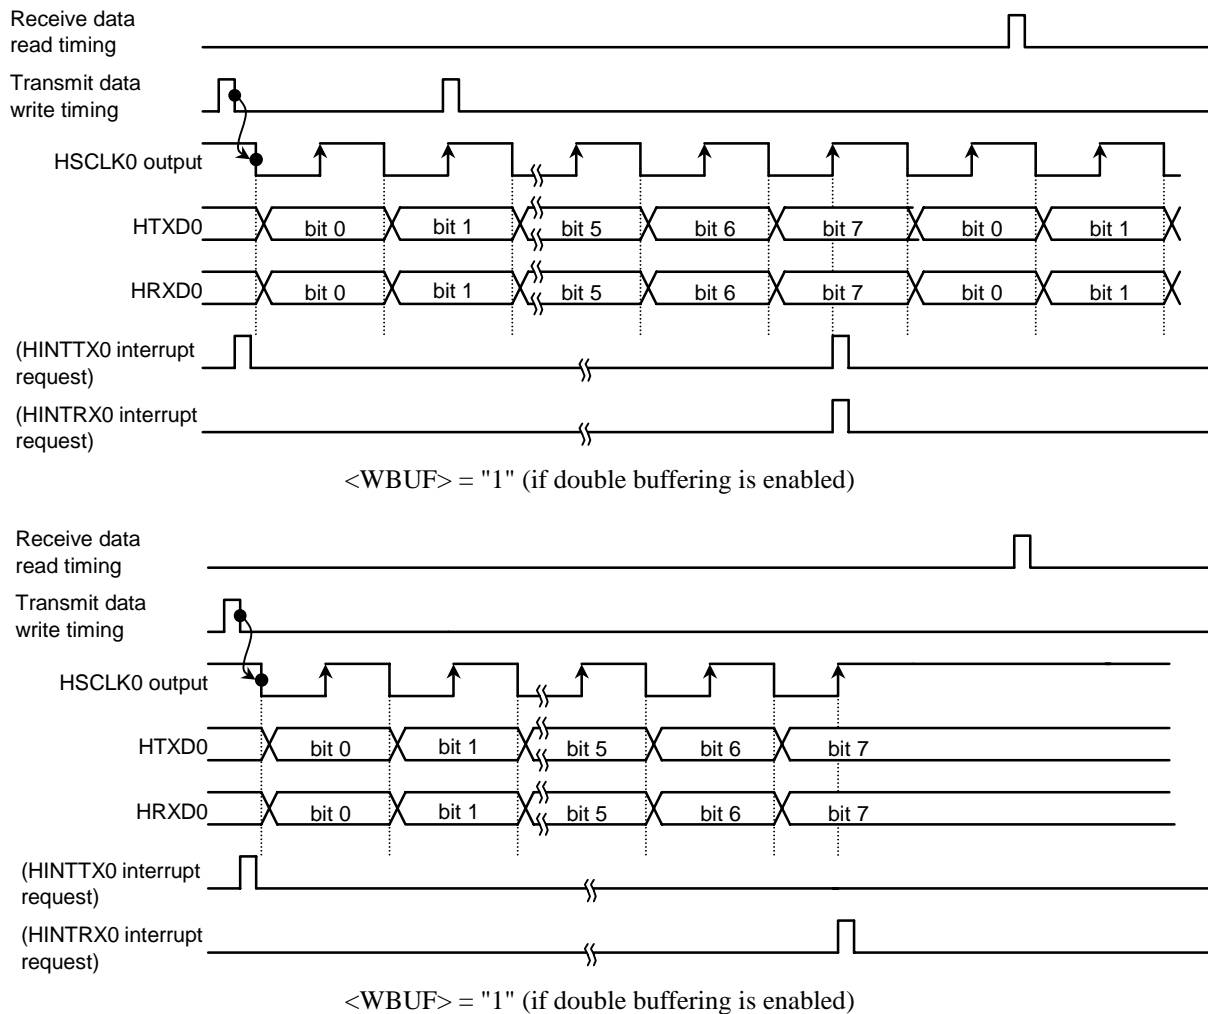 Receive data
read timing
Transmit data
write timing
HSCLK0 output
HTXD0 bit 0 bit 1 bit 5 bit 6 bit 7 bit 0 bit 1
HRXD0 bit 0 bit 1 bit 5 bit 6 bit 7 bit 0 bit 1
(HINTTX0 interrupt
request)
(HINTRX0 interrupt
request)
<WBUF> = "1" (if double buffering is enabled)
Receive data
read timing
Transmit data
write timing
HSCLK0 output
HTXD0 bit 0 bit 1 bit 5 bit 6 bit 7
HRXD0 bit 0 bit 1 bit 5 bit 6 bit 7
(HINTTX0 interrupt
request)
(HINTRX0 interrupt
request)
<WBUF> = "1" (if double buffering is enabled)